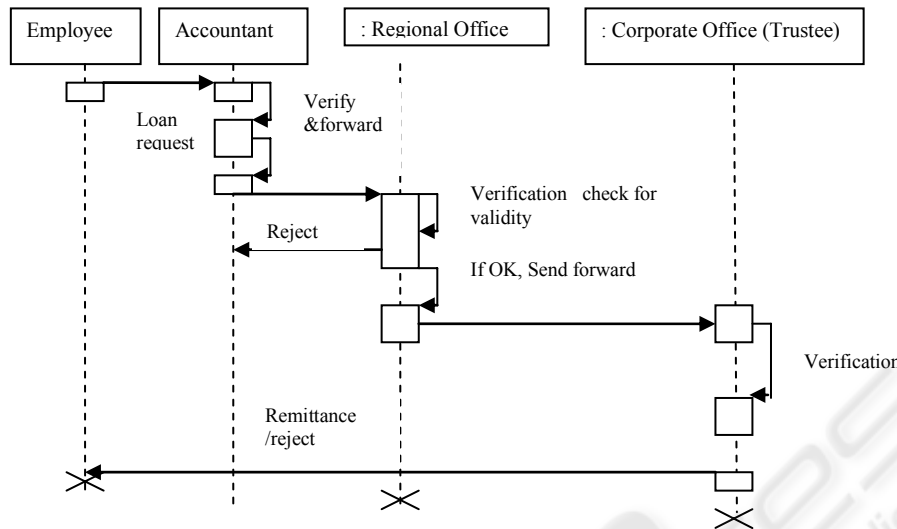 Employee
Accountant
: Regional Office
: Corporate Office (Trustee)
Loan
request
Verify
&forward
Verification check for
validity
Reject
If OK, Send forward
Verification
Remittance
/reject